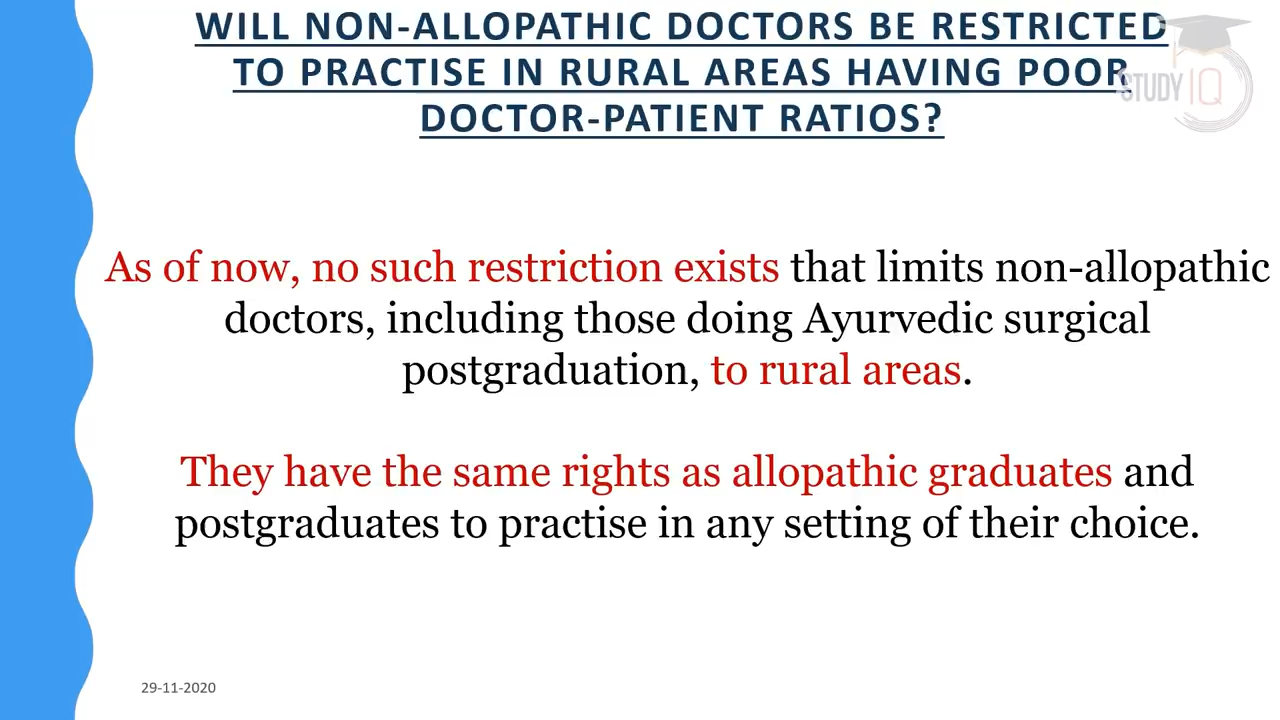 WILL NON-ALLOPATHIC DOCTORS BE RESTRICTED
TO PRACTISE IN RURAL AREAS HAVING POOR
DOCTOR-PATIENT RATIOS?
STUDY IQ
As of now, no such restriction exists that limits non-allopathic
doctors, including those doing Ayurvedic surgical
postgraduation, to rural areas.
They have the same rights as allopathic graduates and
postgraduates to practise in any setting of their choice.
29-11-2020